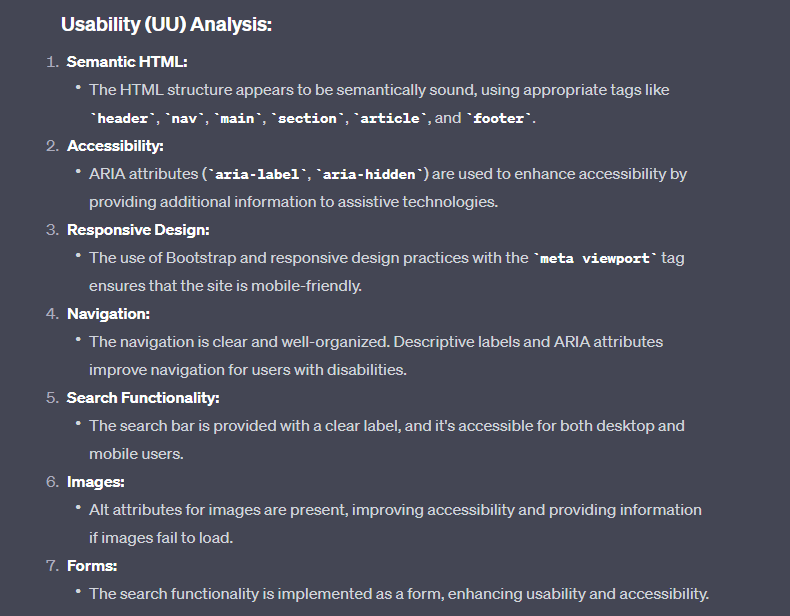 Usability (UU) Analysis:
1. Semantic HTML:
• The HTML structure appears to be semantically sound, using appropriate tags like
`header`, `nav`, `main`, `section`, `article`, and `footer`.
2. Accessibility:
• ARIA attributes (`aria-label`, `aria-hidden`) are used to enhance accessibility by
providing additional information to assistive technologies.
3. Responsive Design:
• The use of Bootstrap and responsive design practices with the `meta viewport` tag
ensures that the site is mobile-friendly.
4. Navigation:
• The navigation is clear and well-organized. Descriptive labels and ARIA attributes
improve navigation for users with disabilities.
5. Search Functionality:
• The search bar is provided with a clear label, and it's accessible for both desktop and
mobile users.
6. Images:
• Alt attributes for images are present, improving accessibility and providing information
if images fail to load.
7. Forms:
• The search functionality is implemented as a form, enhancing usability and accessibility.